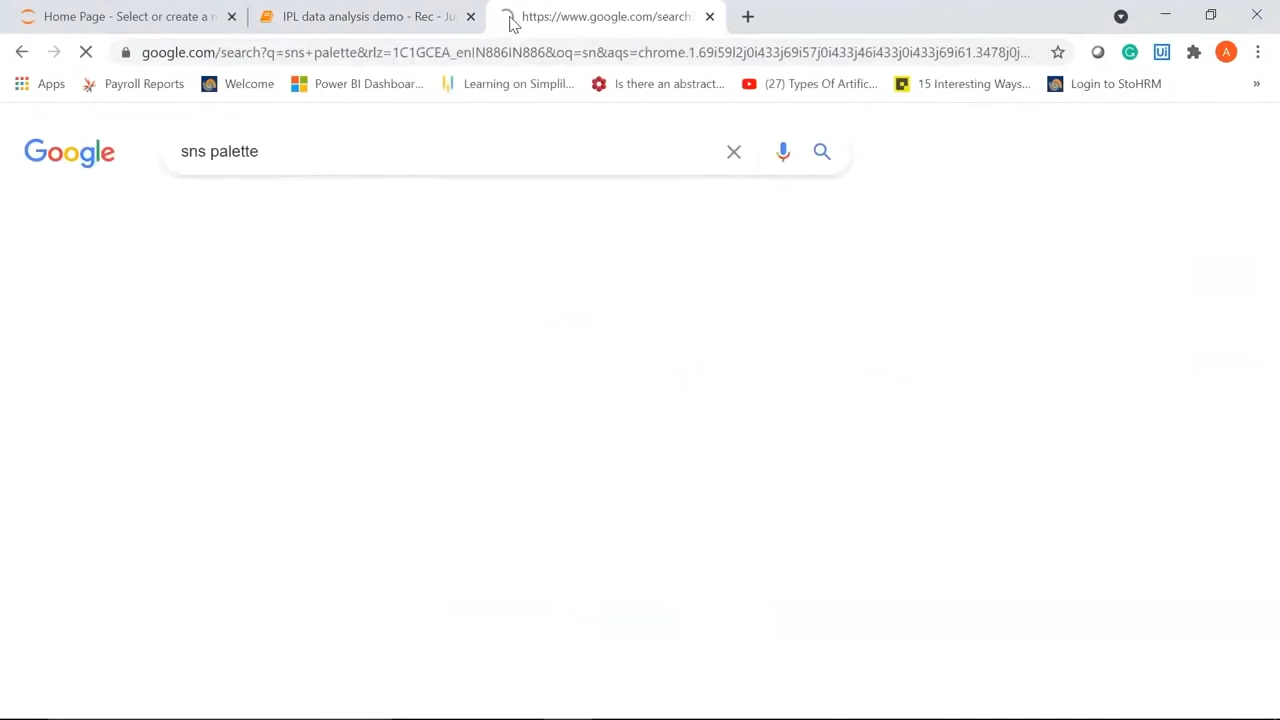 Home Page - Select or create a n
IPL data analysis demo - Rec - Ju
https://www.google.com/search
google.com/search?q=sns+palette&rlz=1C1GCEA_enIN886IN886&oq=sn&aqs=chrome.1.69i59l2j0i433j69i57j0i433j46i433j0i433j69i61.3478j0j...
Apps
Payroll Reports
Welcome
Power BI Dashboar...
Learning on Simplil...
Is there an abstract...
(27) Types Of Artific...
15 Interesting Ways...
Login to StoHRM
»
Google
sns palette
Ui
A